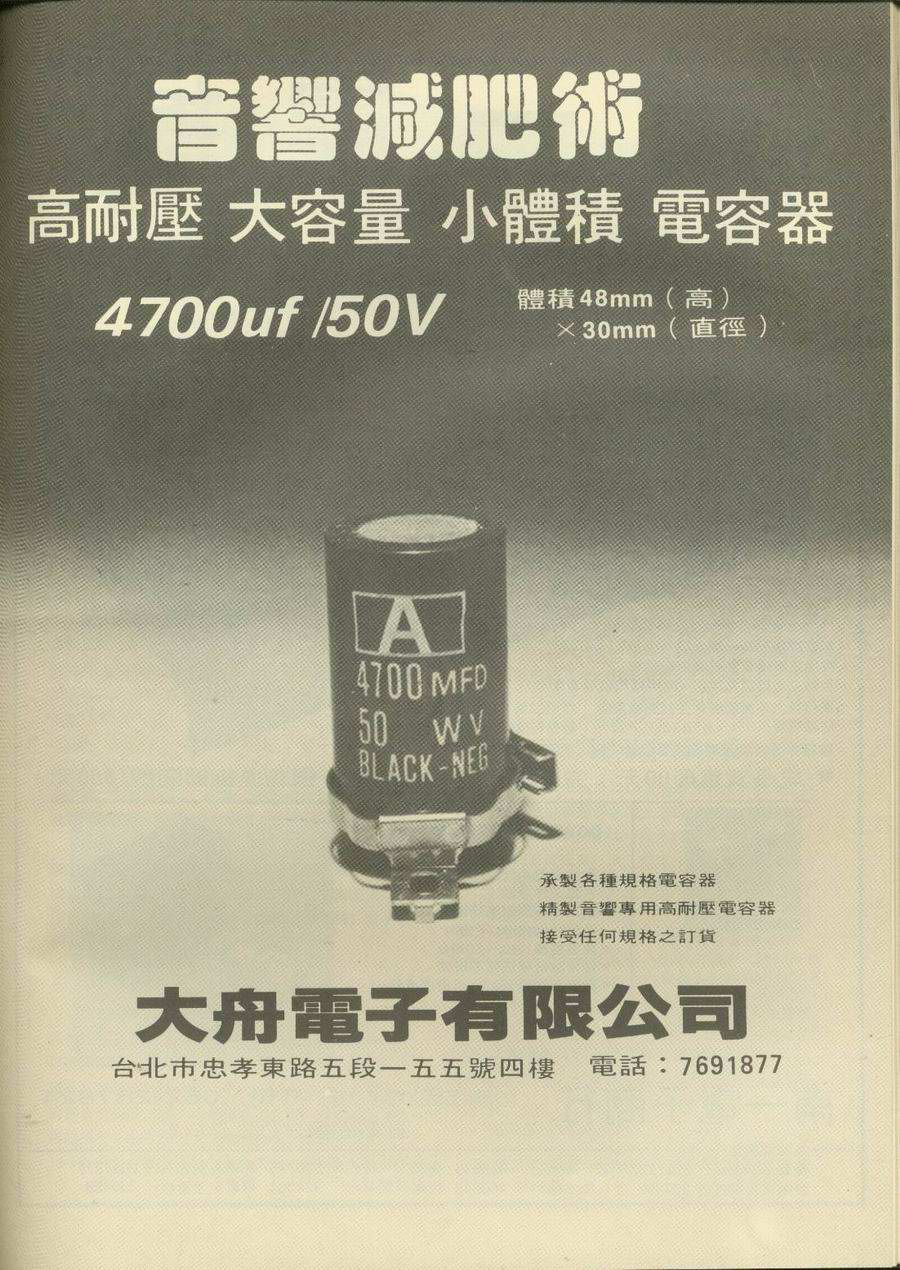 音響減肥術
高耐壓 大容量 小體積 電容器
4700uf /50V
體積48mm（高）
×30mm（直徑）
A
4700 MFD
50 WV
BLACK-NEG
承製各種規格電容器
精製音響專用高耐壓電容器
接受任何規格之訂貨
大舟電子有限公司
台北市忠孝東路五段一五五號四樓 電話：7691877